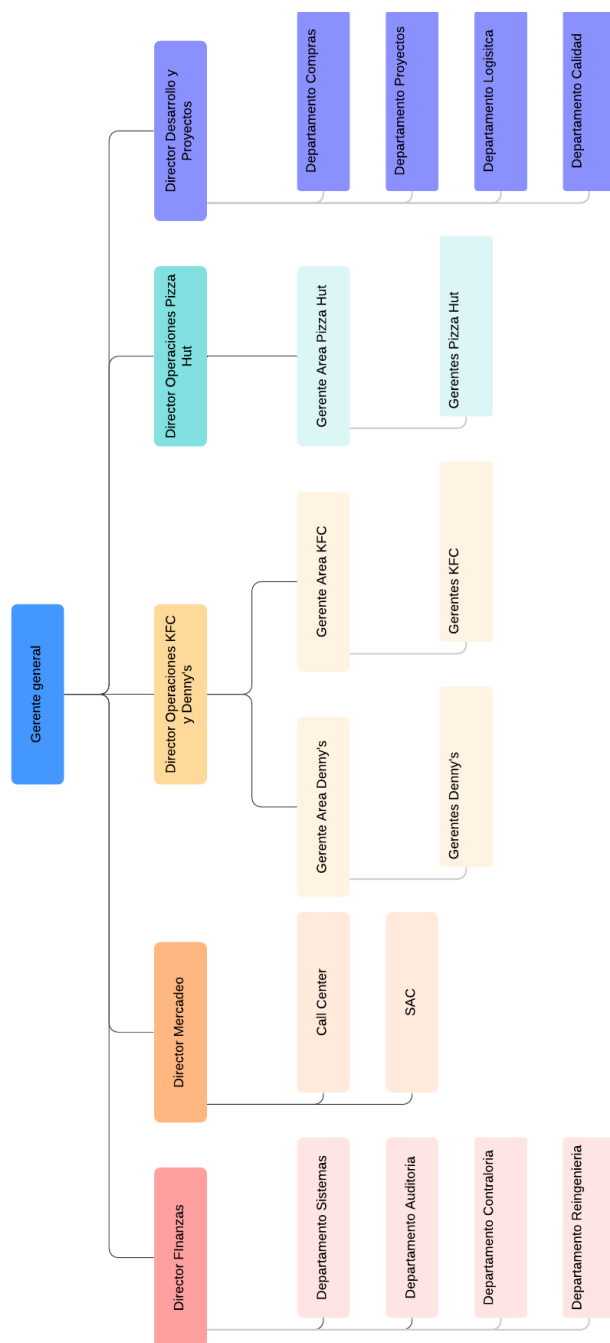 Gerente general
Director FInanzas
Director Mercadeo
Director Operaciones KFC
y Denny's
Director Operaciones Pizza
Hut
Director Desarrollo y
Proyectos
Departamento Sistemas
Departamento Auditoria
Departamento Contraloria
Departamento Reingenieria
Call Center
SAC
Gerente Area Denny's
Gerentes Denny's
Gerente Area KFC
Gerentes KFC
Gerente Area Pizza Hut
Gerentes Pizza Hut
Departamento Compras
Departamento Proyectos
Departamento Logisitca
Departamento Calidad